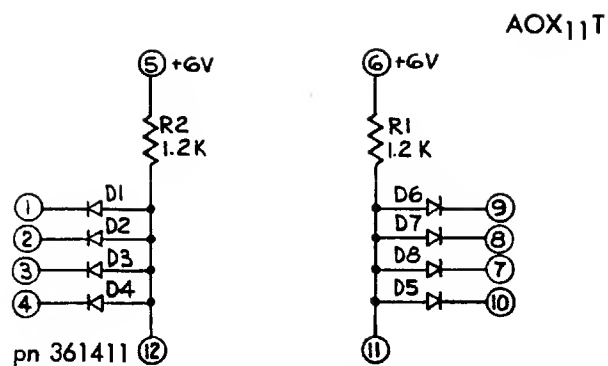 AOX11T
5 +6V
6 +6V
R2
1.2K
R1
1.2K
1 D1
2 D2
3 D3
4 D4
D6 9
D7 8
D8 7
D5 10
pn 361411 12
11